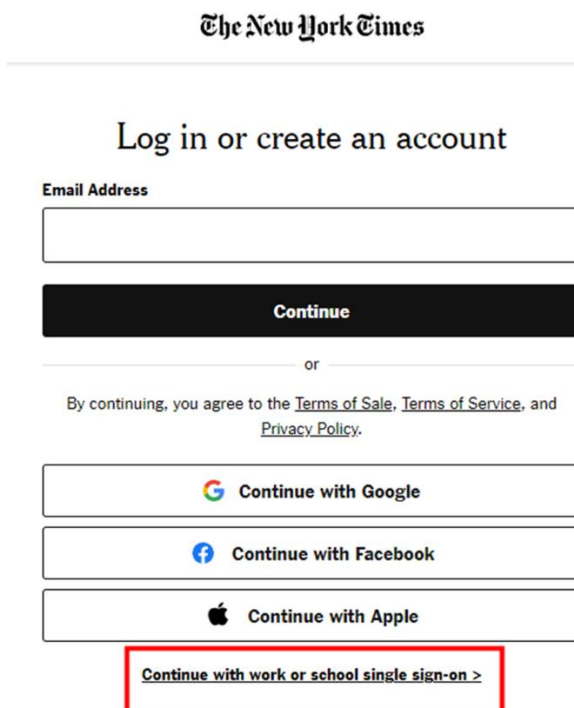 The New York Times
Log in or create an account
Email Address
Continue
or
By continuing, you agree to the Terms of Sale, Terms of Service, and
Privacy Policy.
Continue with Google
Continue with Facebook
Continue with Apple
Continue with work or school single sign-on >